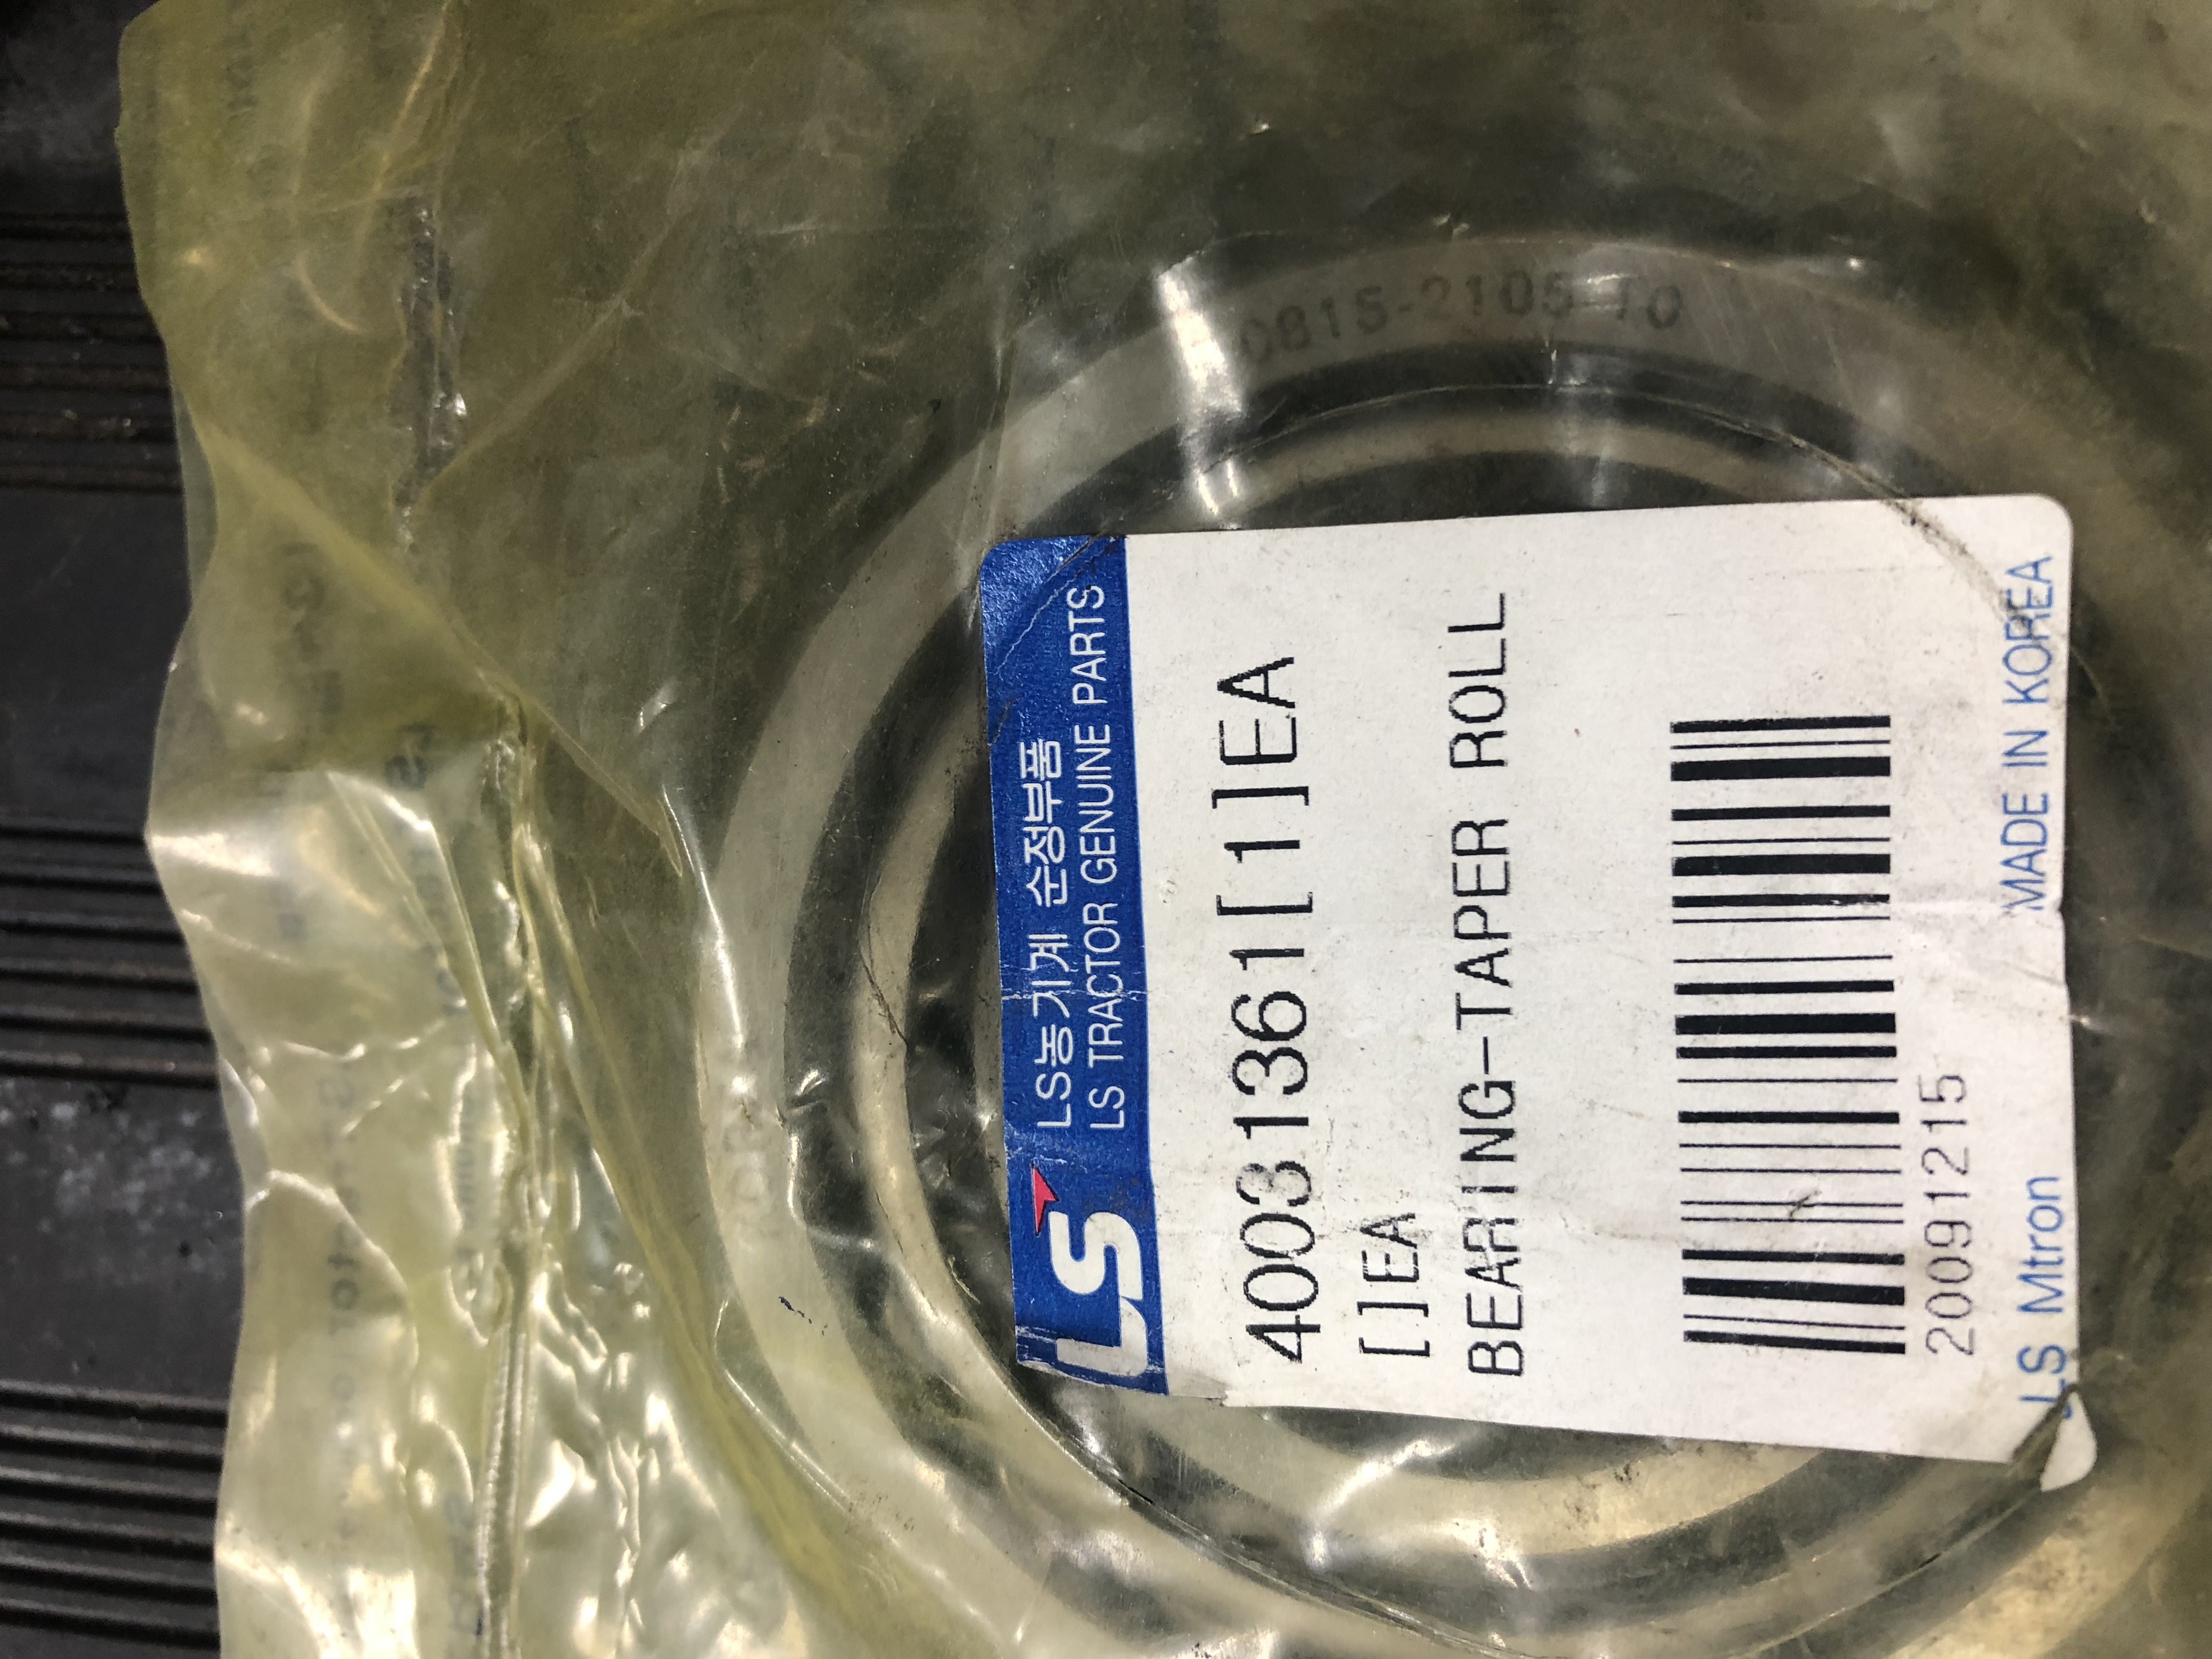 LS
LS농기계 순정부품
LS TRACTOR GENUINE PARTS
40031361[1]EA
[ ]EA
BEARING-TAPER ROLL
20091215
LS Mtron
MADE IN KOREA
0815-2105